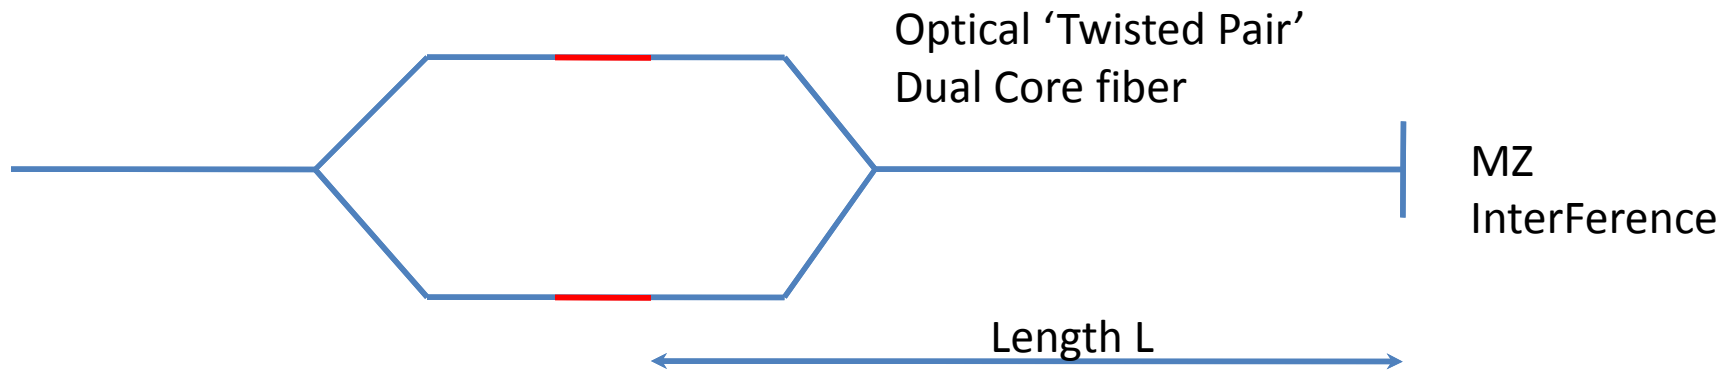 Optical ‘Twisted Pair’
Dual Core fiber
MZ
InterFerence
Length L